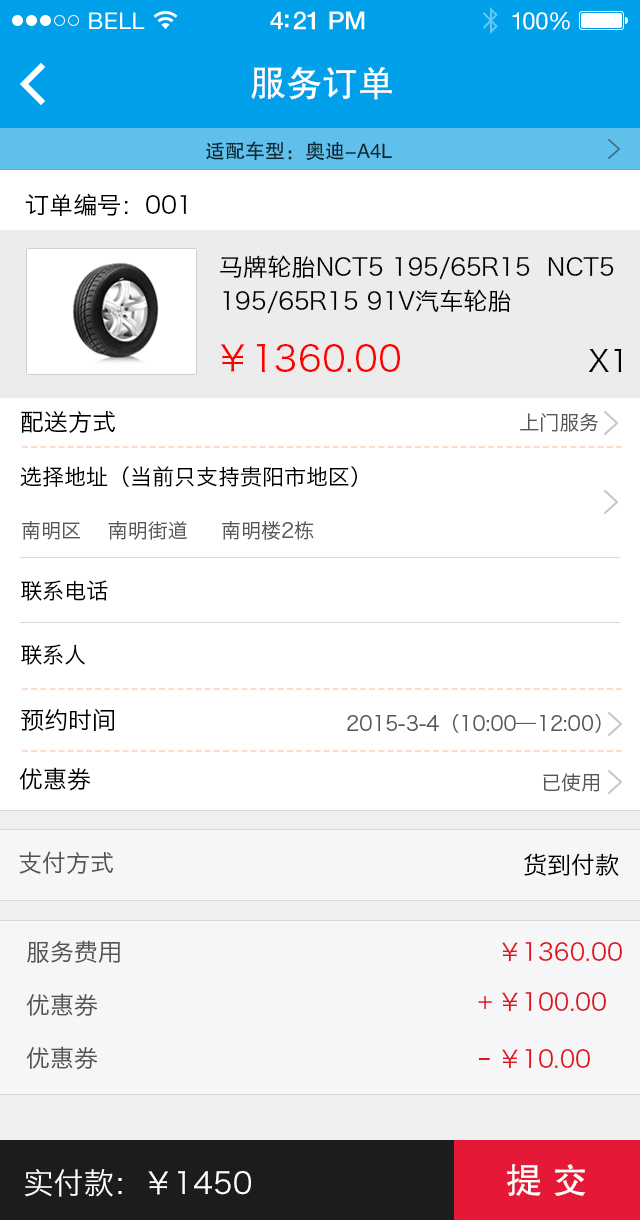 BELL 4:21 PM 100%
服务订单
适配车型：奥迪-A4L
订单编号：001
马牌轮胎NCT5 195/65R15 NCT5
195/65R15 91V汽车轮胎
￥1360.00
X1
配送方式 上门服务
选择地址（当前只支持贵阳市地区）
南明区 南明街道 南明楼2栋
联系电话
联系人
预约时间 2015-3-4（10:00—12:00）
优惠券 已使用
支付方式 货到付款
服务费用 ￥1360.00
优惠券 + ￥100.00
优惠券 - ￥10.00
实付款：￥1450 提 交